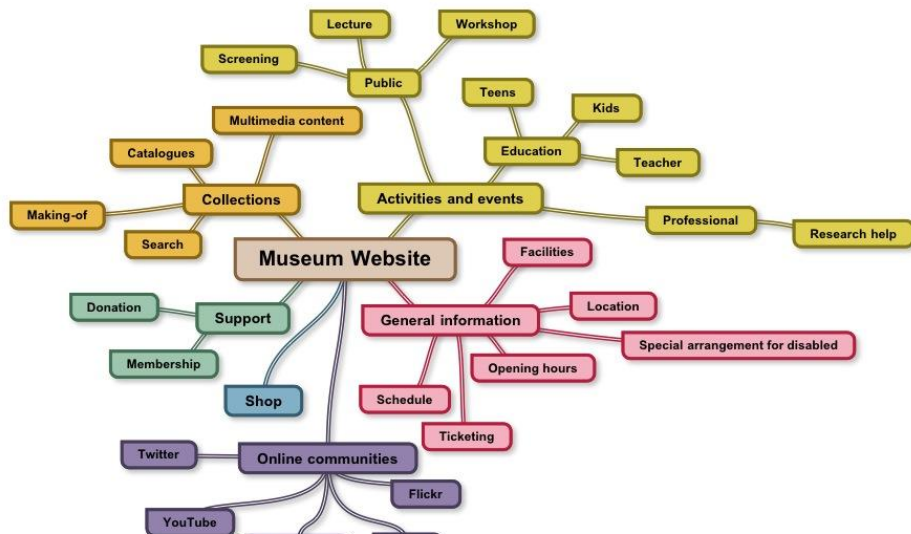 Lecture
Workshop
Screening
Public
Teens
Kids
Multimedia content
Education
Teacher
Catalogues
Collections
Activities and events
Making-of
Professional
Search
Research help
Museum Website
Facilities
Donation
Location
Support
General information
Special arrangement for disabled
Membership
Opening hours
Shop
Schedule
Ticketing
Twitter
Online communities
Flickr
YouTube